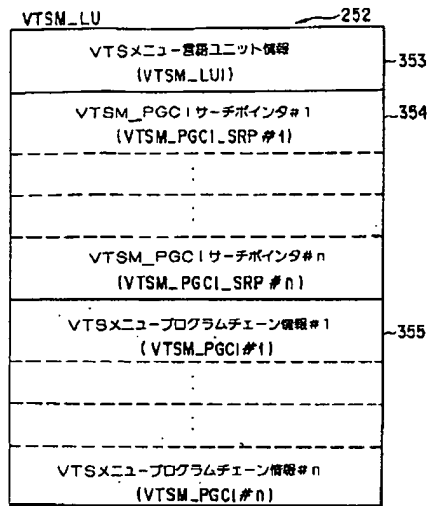 VTSM_LU
252
VTSメニュー言語ユニット情報
(VTSM_LUI)
353
VTSM_PGCIサーチポインタ#1
354
(VTSM_PGCI_SRP #1)
VTSM_PGCIサーチポインタ#n
(VTSM_PGCI_SRP #n)
VTSメニュープログラムチェーン情報#1
355
(VTSM_PGCI#1)
VTSメニュープログラムチェーン情報#n
(VTSM_PGCI#n)